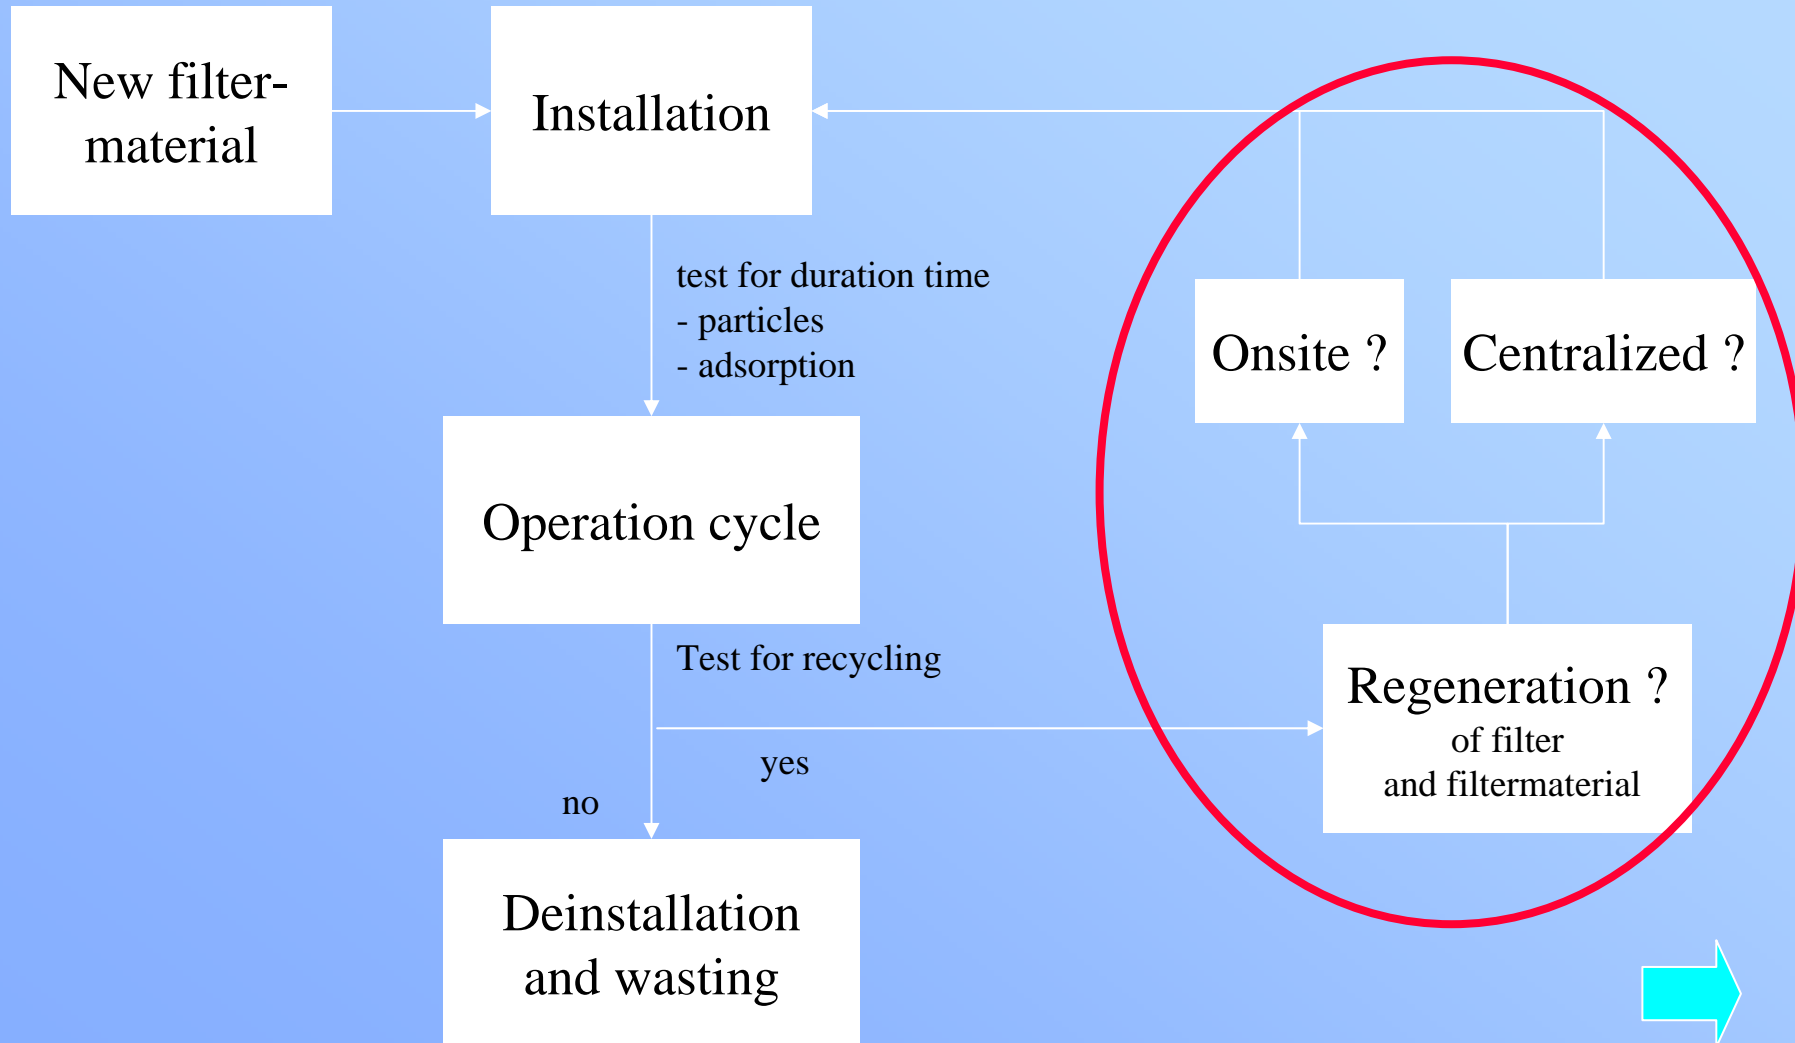 New filter-
material
Installation
test for duration time
- particles
- adsorption
Onsite ?
Centralized ?
Operation cycle
Test for recycling
yes
no
Regeneration ?
of filter
and filtermaterial
Deinstallation
and wasting